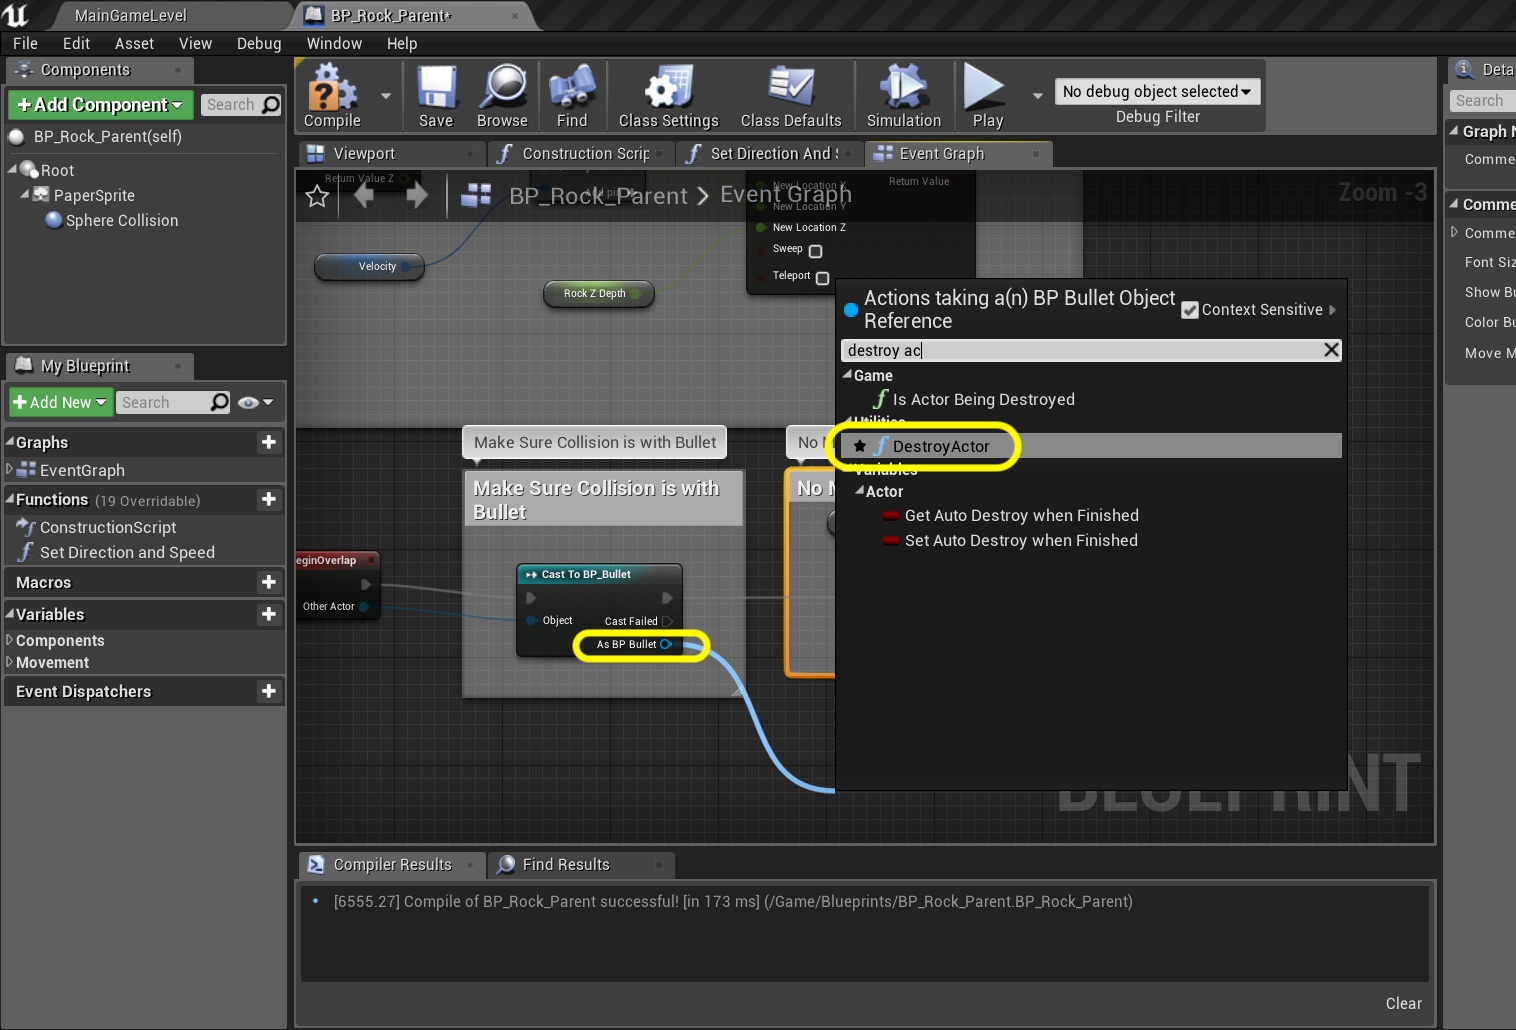 MainGameLevel
BP_Rock_Parent*
File Edit Asset View Debug Window Help
Components
+Add Component
Search
BP_Rock_Parent(self)
Root
PaperSprite
Sphere Collision
My Blueprint
+Add New
Search
Graphs
EventGraph
Functions (19 Overridable)
ConstructionScript
Set Direction and Speed
Macros
Variables
Components
Movement
Event Dispatchers
Compile
Save
Browse
Find
Class Settings
Class Defaults
Simulation
Play
No debug object selected
Debug Filter
Viewport
Construction Scrip
Set Direction And
Event Graph
Return Value Z
Add pin
BP_Rock_Parent > Event Graph
Zoom -3
New Location X
Return Value
New Location Y
New Location Z
Sweep
Teleport
Velocity
Rock Z Depth
Actions taking a(n) BP Bullet Object
Reference
Context Sensitive
destroy ac
Game
Is Actor Being Destroyed
Utilities
DestroyActor
Variables
Actor
Get Auto Destroy when Finished
Set Auto Destroy when Finished
Make Sure Collision is with Bullet
Make Sure Collision is with
Bullet
No
No
eginOverlap
Other Actor
Cast To BP_Bullet
Object
Cast Failed
As BP Bullet
BLUEPRINT
Compiler Results
Find Results
[6555.27] Compile of BP_Rock_Parent successful! [in 173 ms] (/Game/Blueprints/BP_Rock_Parent.BP_Rock_Parent)
Clear
Deta
Search
Graph N
Comme
Comme
Comme
Font Siz
Show Bu
Color Bu
Move M